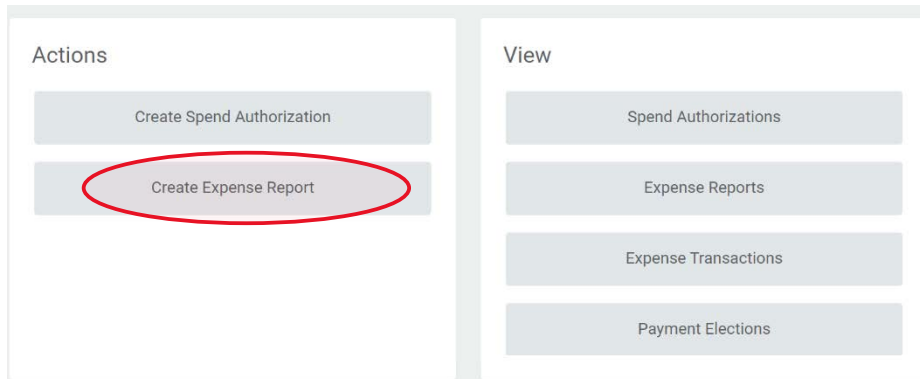 Actions
Create Spend Authorization
Create Expense Report
View
Spend Authorizations
Expense Reports
Expense Transactions
Payment Elections